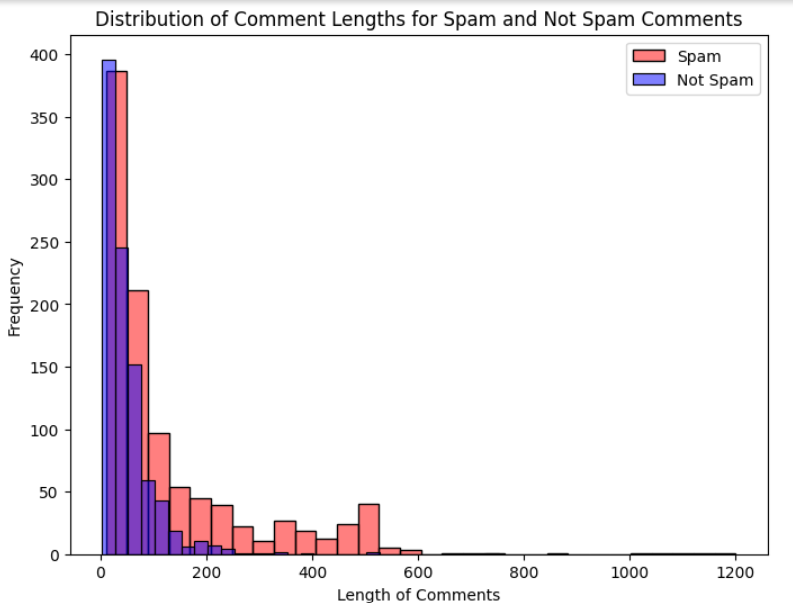 Distribution of Comment Lengths for Spam and Not Spam Comments
Spam
Not Spam
400
350
300
250
200
150
100
50
0
Frequency
0 200 400 600 800 1000 1200
Length of Comments